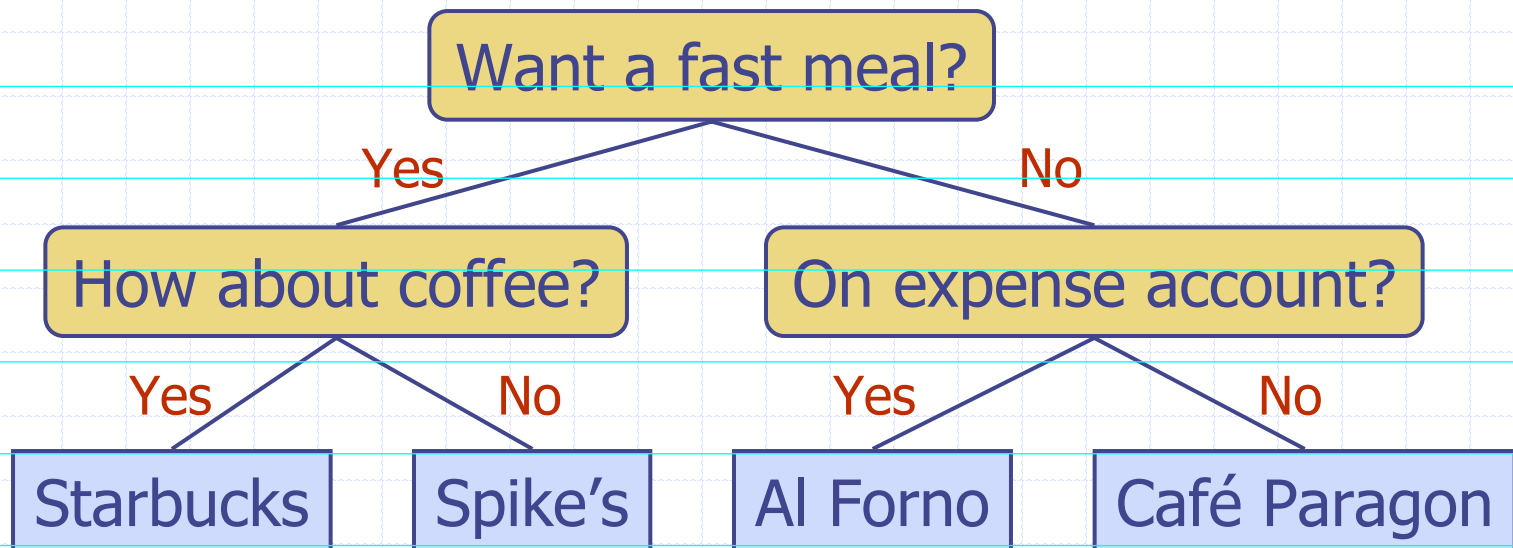 Want a fast meal?
Yes
No
How about coffee?
On expense account?
Yes
No
Yes
No
Starbucks
Spike’s
Al Forno
Café Paragon